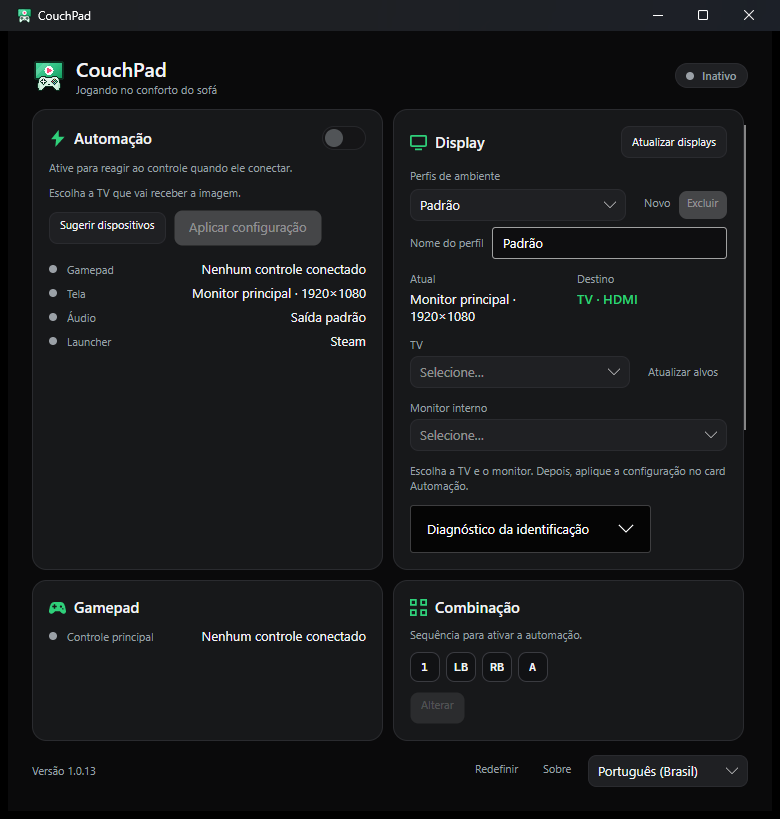 CouchPad
CouchPad
Jogando no conforto do sofá
Inativo
Automação
Ative para reagir ao controle quando ele conectar.
Escolha a TV que vai receber a imagem.
Sugerir dispositivos
Aplicar configuração
Gamepad
Nenhum controle conectado
Tela
Monitor principal · 1920×1080
Áudio
Saída padrão
Launcher
Steam
Display
Atualizar displays
Perfis de ambiente
Padrão
Novo
Excluir
Nome do perfil
Padrão
Atual
Monitor principal ·
1920×1080
Destino
TV · HDMI
TV
Selecione...
Atualizar alvos
Monitor interno
Selecione...
Escolha a TV e o monitor. Depois, aplique a configuração no card
Automação.
Diagnóstico da identificação
Gamepad
Controle principal
Nenhum controle conectado
Combinação
Sequência para ativar a automação.
1
LB
RB
A
Alterar
Versão 1.0.13
Redefinir
Sobre
Português (Brasil)